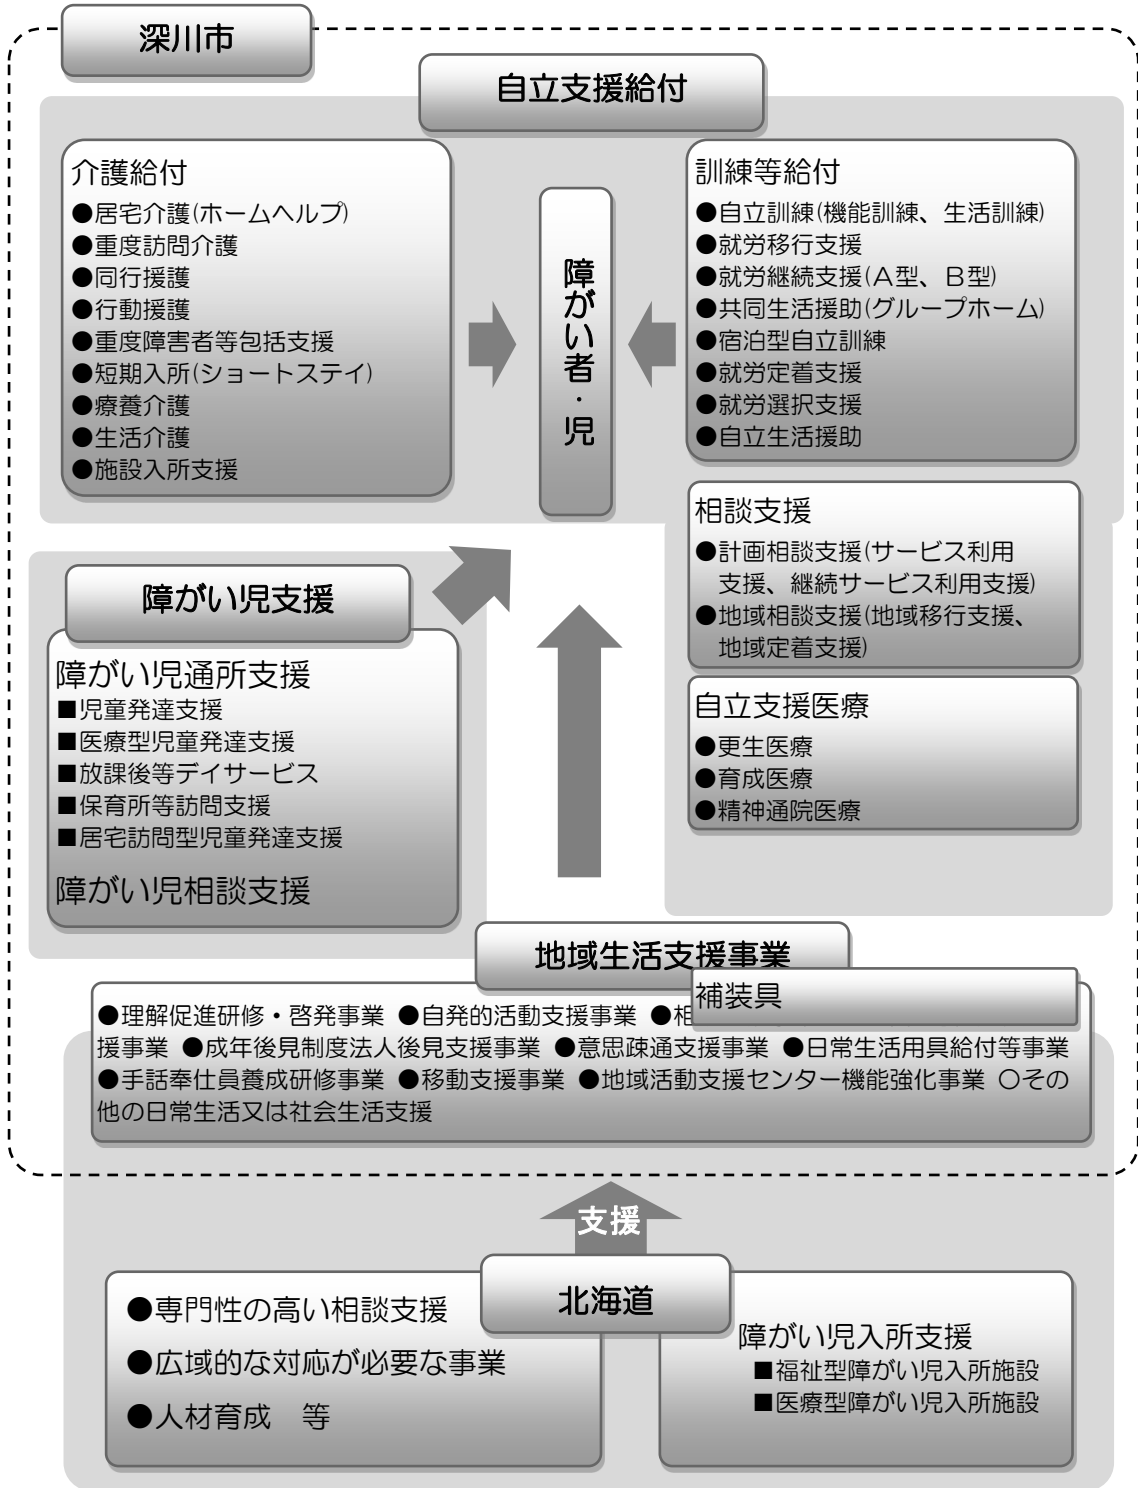 深川市
自立支援給付
介護給付
●居宅介護(ホームヘルプ)
●重度訪問介護
●同行援護
●行動援護
●重度障害者等包括支援
●短期入所(ショートステイ)
●療養介護
●生活介護
●施設入所支援
障がい者・児
訓練等給付
●自立訓練(機能訓練、生活訓練)
●就労移行支援
●就労継続支援(A型、B型)
●共同生活援助(グループホーム)
●宿泊型自立訓練
●就労定着支援
●就労選択支援
●自立生活援助
相談支援
●計画相談支援(サービス利用
支援、継続サービス利用支援)
●地域相談支援(地域移行支援、
地域定着支援)
自立支援医療
●更生医療
●育成医療
●精神通院医療
障がい児支援
障がい児通所支援
■児童発達支援
■医療型児童発達支援
■放課後等デイサービス
■保育所等訪問支援
■居宅訪問型児童発達支援
障がい児相談支援
地域生活支援事業
補装具
●理解促進研修・啓発事業 ●自発的活動支援事業 ●相
援事業 ●成年後見制度法人後見支援事業 ●意思疎通支援事業 ●日常生活用具給付等事業
●手話奉仕員養成研修事業 ●移動支援事業 ●地域活動支援センター機能強化事業 〇その
他の日常生活又は社会生活支援
支援
北海道
●専門性の高い相談支援
●広域的な対応が必要な事業
●人材育成 等
障がい児入所支援
■福祉型障がい児入所施設
■医療型障がい児入所施設